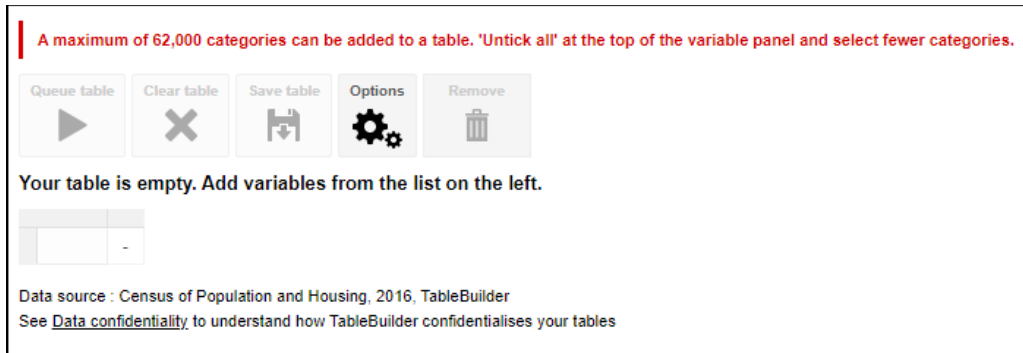 A maximum of 62,000 categories can be added to a table. 'Untick all' at the top of the variable panel and select fewer categories.
Queue table Clear table Save table Options Remove
Your table is empty. Add variables from the list on the left.
-
Data source : Census of Population and Housing, 2016, TableBuilder
See Data confidentiality to understand how TableBuilder confidentialises your tables